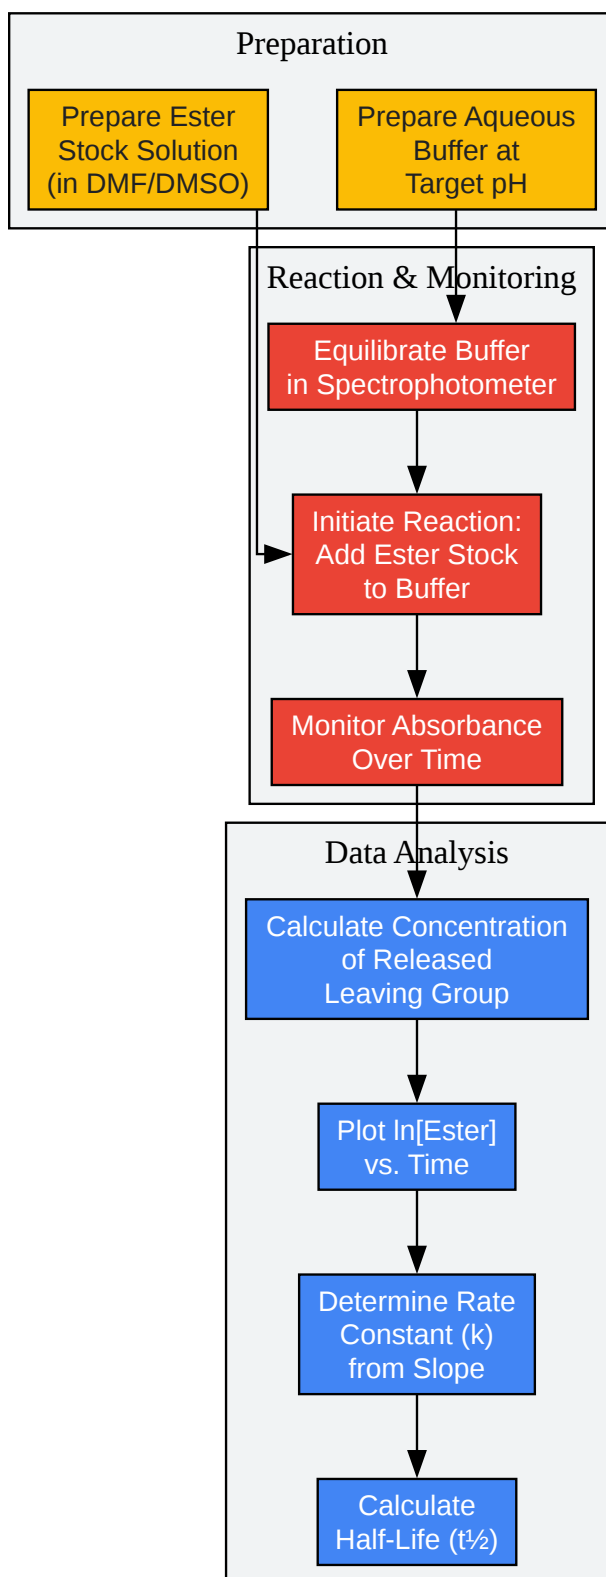 Preparation
Prepare Ester
Stock Solution
(in DMF/DMSO)
Prepare Aqueous
Buffer at
Target pH
Reaction & Monitoring
Equilibrate Buffer
in Spectrophotometer
Initiate Reaction:
Add Ester Stock
to Buffer
Monitor Absorbance
Over Time
Data Analysis
Calculate Concentration
of Released
Leaving Group
Plot ln[Ester]
vs. Time
Determine Rate
Constant (k)
from Slope
Calculate
Half-Life (t½)